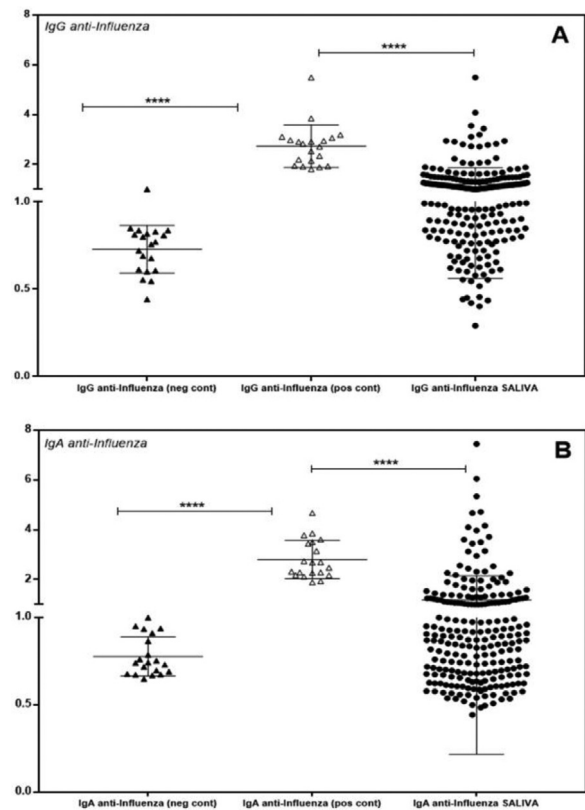 IgG anti-Influenza
A
8
6
4
2
1.0
0.5
0.0
****
****
IgG anti-Influenza (neg cont)
IgG anti-Influenza (pos cont)
IgG anti-Influenza SALIVA
IgA anti-Influenza
B
8
6
4
2
1.0
0.5
0.0
****
****
IgA anti-Influenza (neg cont)
IgA anti-Influenza (pos cont)
IgA anti-Influenza SALIVA